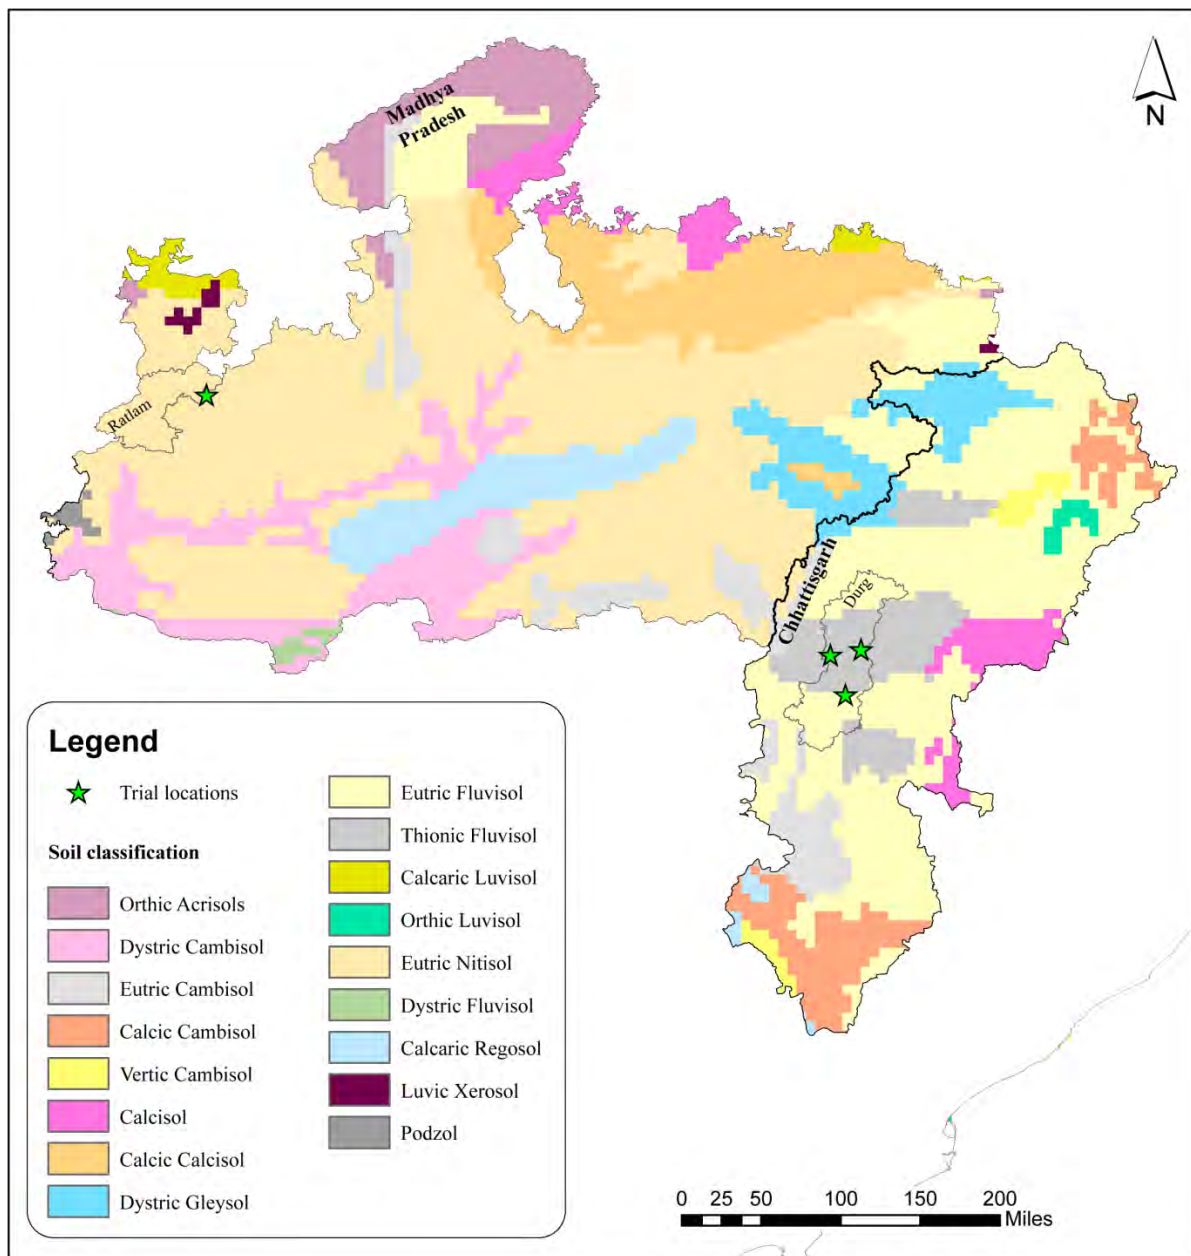 N
Madhya
Pradesh
Ratlam
Chhattisgarh
Durg
Legend
Trial locations
Soil classification
Orthic Acrisols
Dystric Cambisol
Eutric Cambisol
Calcic Cambisol
Vertic Cambisol
Calcisol
Calcic Calcisol
Dystric Gleysol
Eutric Fluvisol
Thionic Fluvisol
Calcaric Luvisol
Orthic Luvisol
Eutric Nitisol
Dystric Fluvisol
Calcaric Regosol
Luvic Xerosol
Podzol
0 25 50 100 150 200
Miles